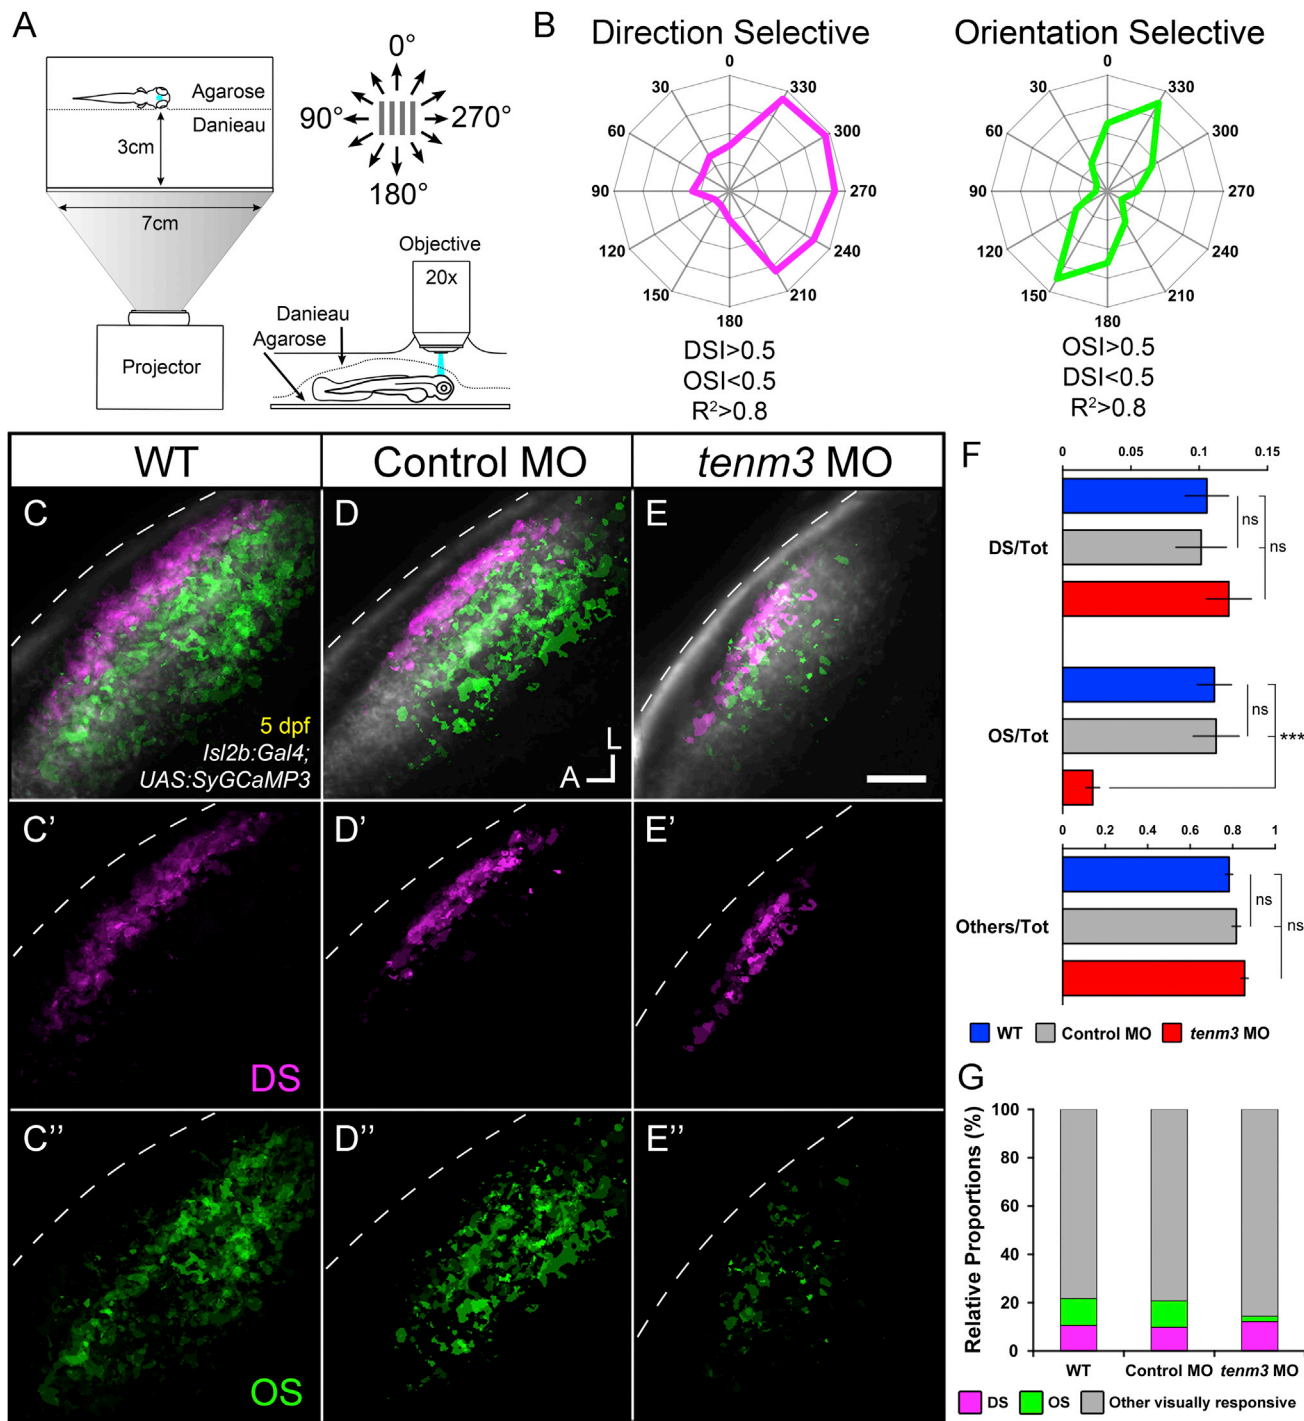 A
Agarose
Danieau
3cm
7cm
Projector
0°
90°
270°
180°
Objective
20x
Danieau
Agarose
B
Direction Selective
0
30
330
60
300
90
270
120
240
150
210
180
DSI>0.5
OSI<0.5
R²>0.8
Orientation Selective
0
30
330
60
300
90
270
120
240
150
210
180
OSI>0.5
DSI<0.5
R²>0.8
WT
Control MO
tenm3 MO
C
5 dpf
Isl2b:Gal4;
UAS:SyGCaMP3
D
L
A
E
C'
DS
D'
E'
C''
OS
D''
E''
F
0 0.05 0.1 0.15
DS/Tot
ns
ns
OS/Tot
ns
***
0 0.2 0.4 0.6 0.8 1
Others/Tot
ns
ns
WT Control MO tenm3 MO
G
Relative Proportions (%)
100
80
60
40
20
0
WT Control MO tenm3 MO
DS OS Other visually responsive